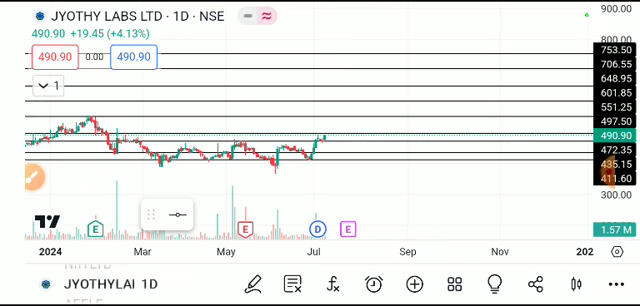 JYOTHY LABS LTD · 1D · NSE
490.90 +19.45 (+4.13%)
490.90 0.00 490.90
1
900.00
800.00
753.50
706.55
648.95
601.85
551.25
497.50
490.90
472.35
435.15
411.60
300.00
1.57 M
E E D E
2024 Mar May Jul Sep Nov 202
JYOTHYLAI 1D